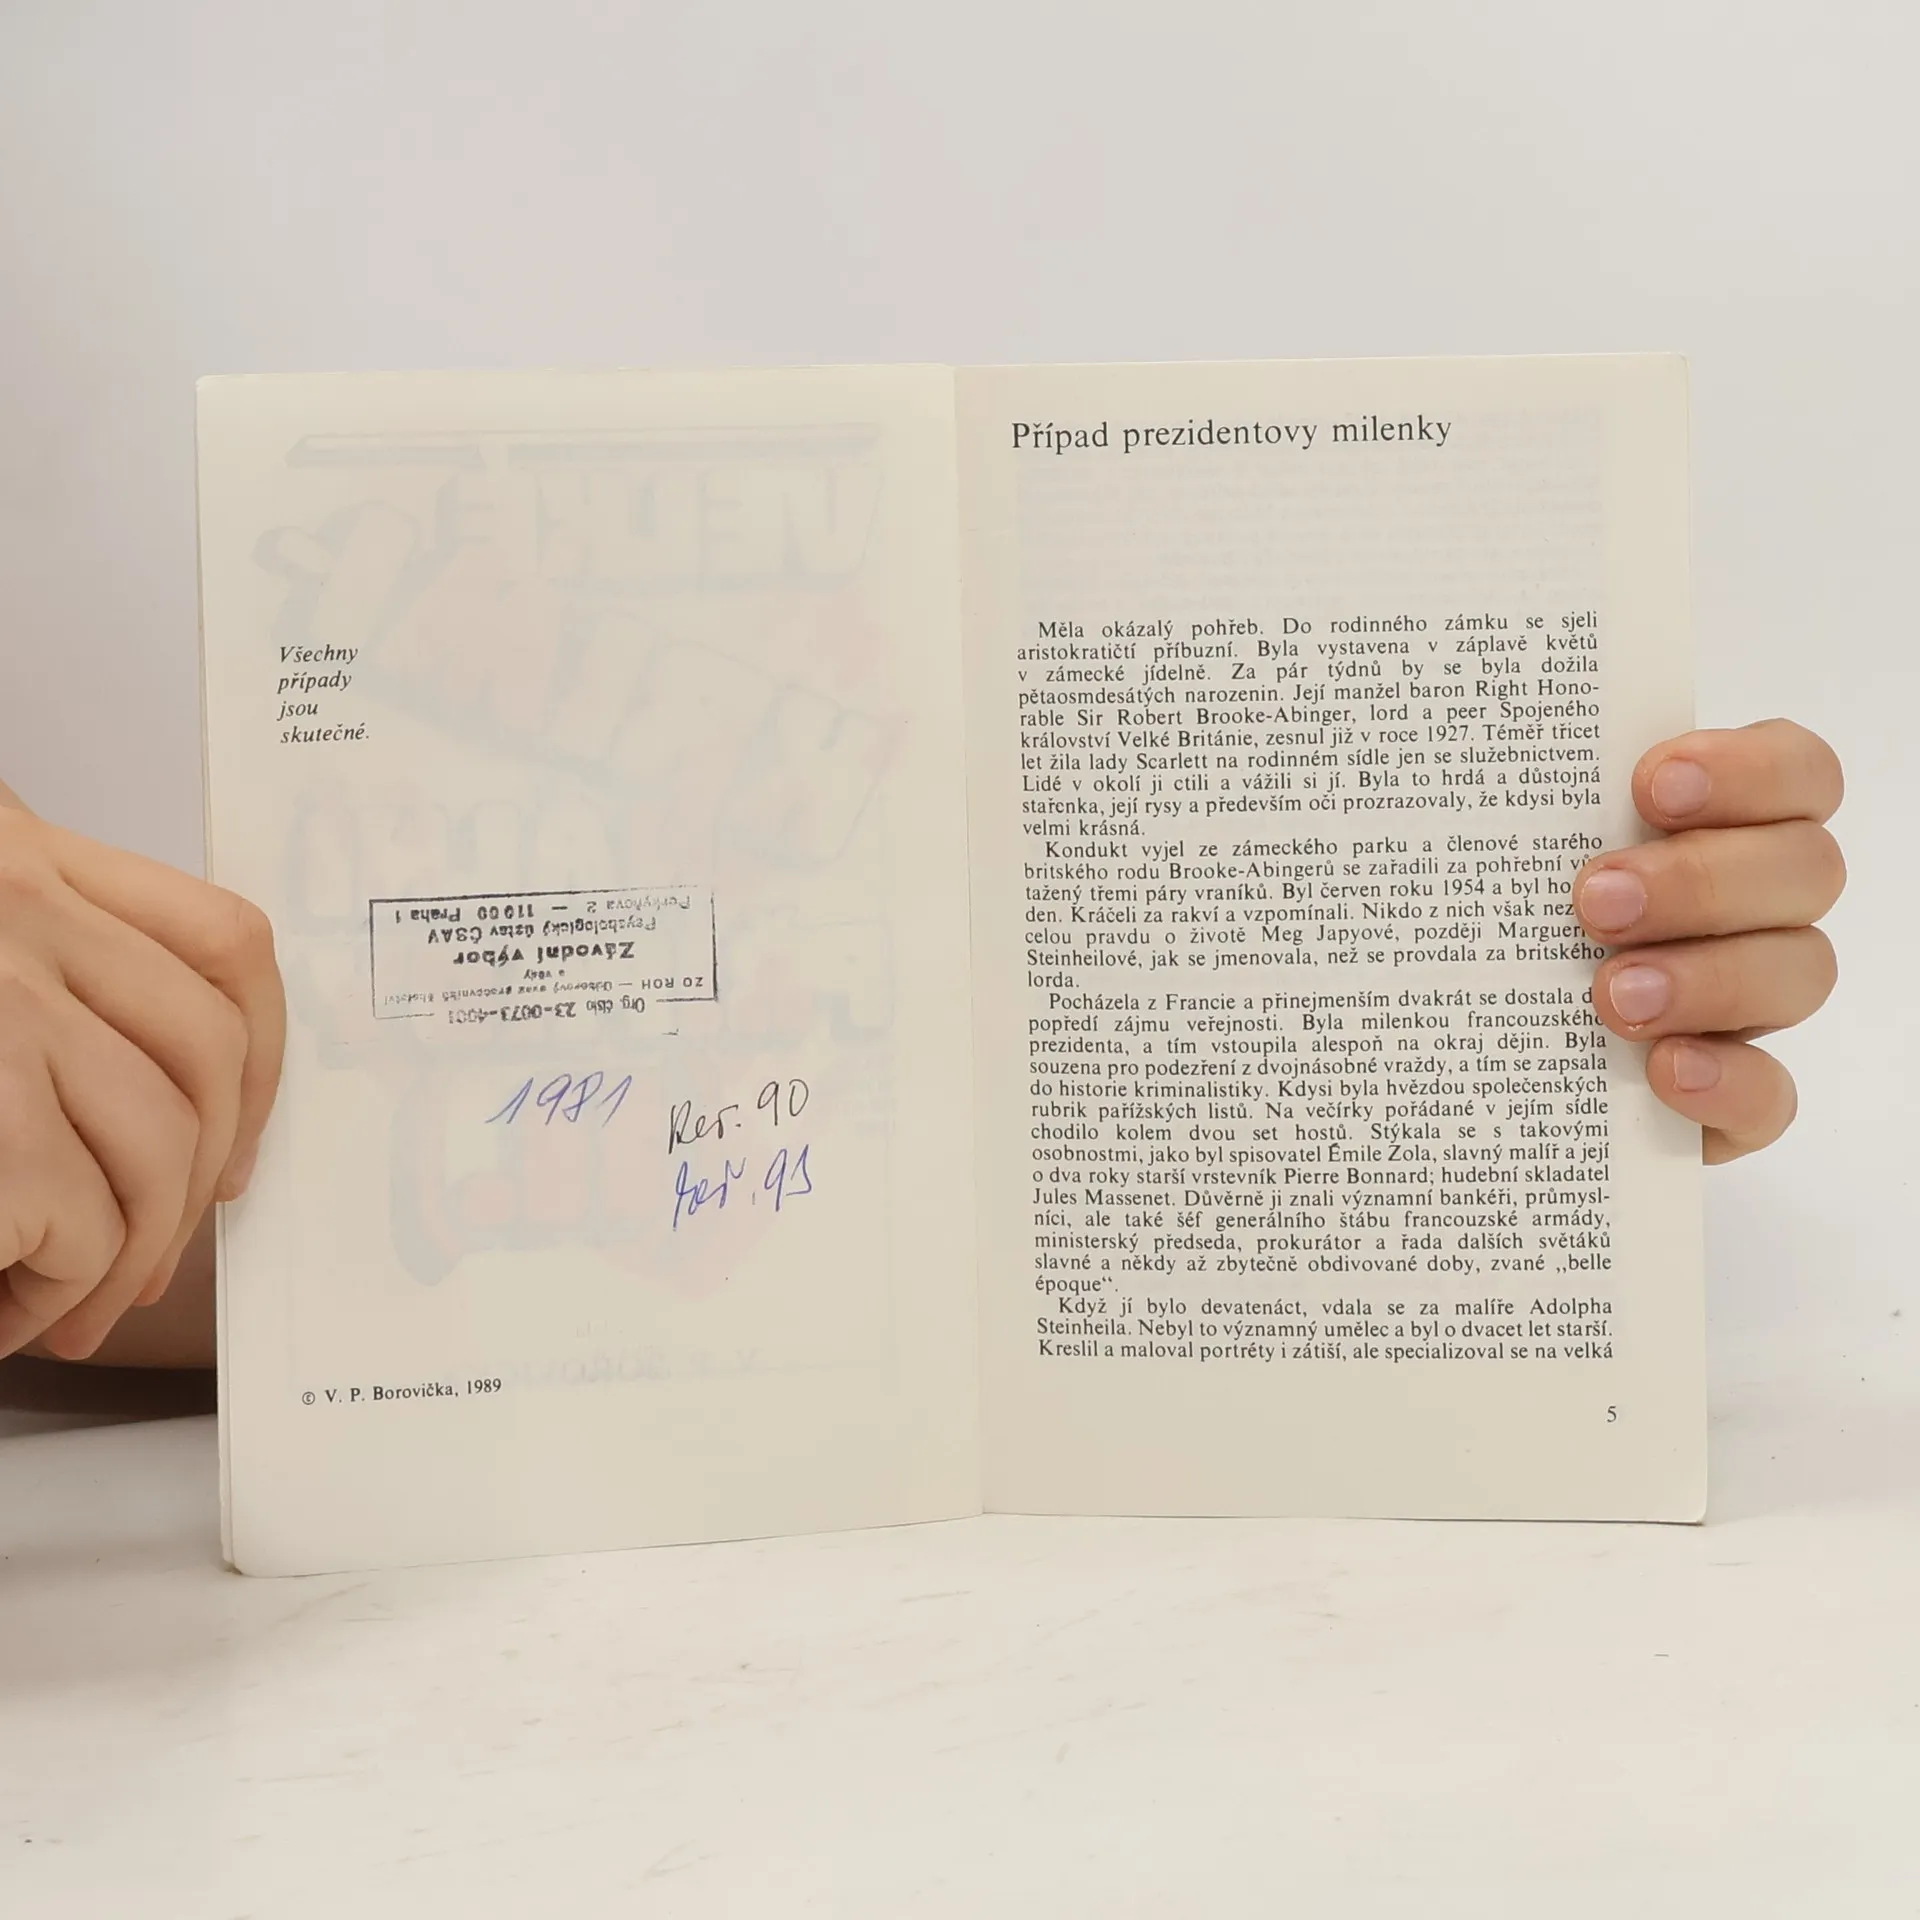 Všechny
případy
jsou
skutečné.
Org. číslo 23-0073-4001
ZO ROH — Odborový svaz pracovníků školství
a vědy
Závodní výbor
Psychologický ústav ČSAV
Purkyňova 2 — 110 00 Praha 1
1981
Rev. 90
93
© V. P. Borovička, 1989
Případ prezidentovy milenky
Měla okázalý pohřeb. Do rodinného zámku se sjeli
aristokratičtí příbuzní. Byla vystavena v záplavě květů
v zámecké jídelně. Za pár týdnů by se byla dožila
pětaosmdesátých narozenin. Její manžel baron Right Hono-
rable Sir Robert Brooke-Abinger, lord a peer Spojeného
království Velké Británie, zesnul již v roce 1927. Téměř třicet
let žila lady Scarlett na rodinném sídle jen se služebnictvem.
Lidé v okolí ji ctili a vážili si jí. Byla to hrdá a důstojná
stařenka, její rysy a především oči prozrazovaly, že kdysi byla
velmi krásná.
Kondukt vyjel ze zámeckého parku a členové starého
britského rodu Brooke-Abingerů se zařadili za pohřební vů
tažený třemi páry vraníků. Byl červen roku 1954 a byl ho
den. Kráčeli za rakví a vzpomínali. Nikdo z nich však nez
celou pravdu o životě Meg Japyové, později Marguer
Steinheilové, jak se jmenovala, než se provdala za britského
lorda.
Pocházela z Francie a přinejmenším dvakrát se dostala d
popředí zájmu veřejnosti. Byla milenkou francouzského
prezidenta, a tím vstoupila alespoň na okraj dějin. Byla
souzena pro podezření z dvojnásobné vraždy, a tím se zapsala
do historie kriminalistiky. Kdysi byla hvězdou společenských
rubrik pařížských listů. Na večírky pořádané v jejím sídle
chodilo kolem dvou set hostů. Stýkala se s takovými
osobnostmi, jako byl spisovatel Émile Zola, slavný malíř a její
o dva roky starší vrstevník Pierre Bonnard; hudební skladatel
Jules Massenet. Důvěrně ji znali významní bankéři, průmysl-
níci, ale také šéf generálního štábu francouzské armády,
ministerský předseda, prokurátor a řada dalších světáků
slavné a někdy až zbytečně obdivované doby, zvané „belle
époque“.
Když jí bylo devatenáct, vdala se za malíře Adolpha
Steinheila. Nebyl to významný umělec a byl o dvacet let starší.
Kreslil a maloval portréty i zátiší, ale specializoval se na velká
5